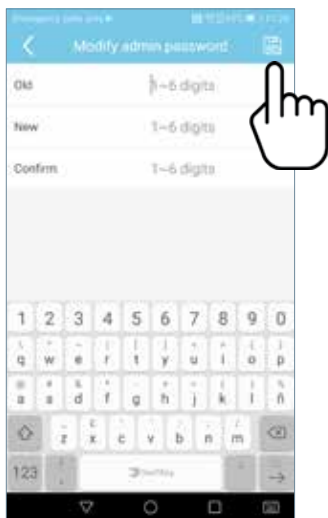 Modify admin password
Old 1~6 digits
New 1~6 digits
Confirm 1~6 digits
1 2 3 4 5 6 7 8 9 0
q w e r t y u i o p
a s d f g h j k l ñ
z x c v b n m
123